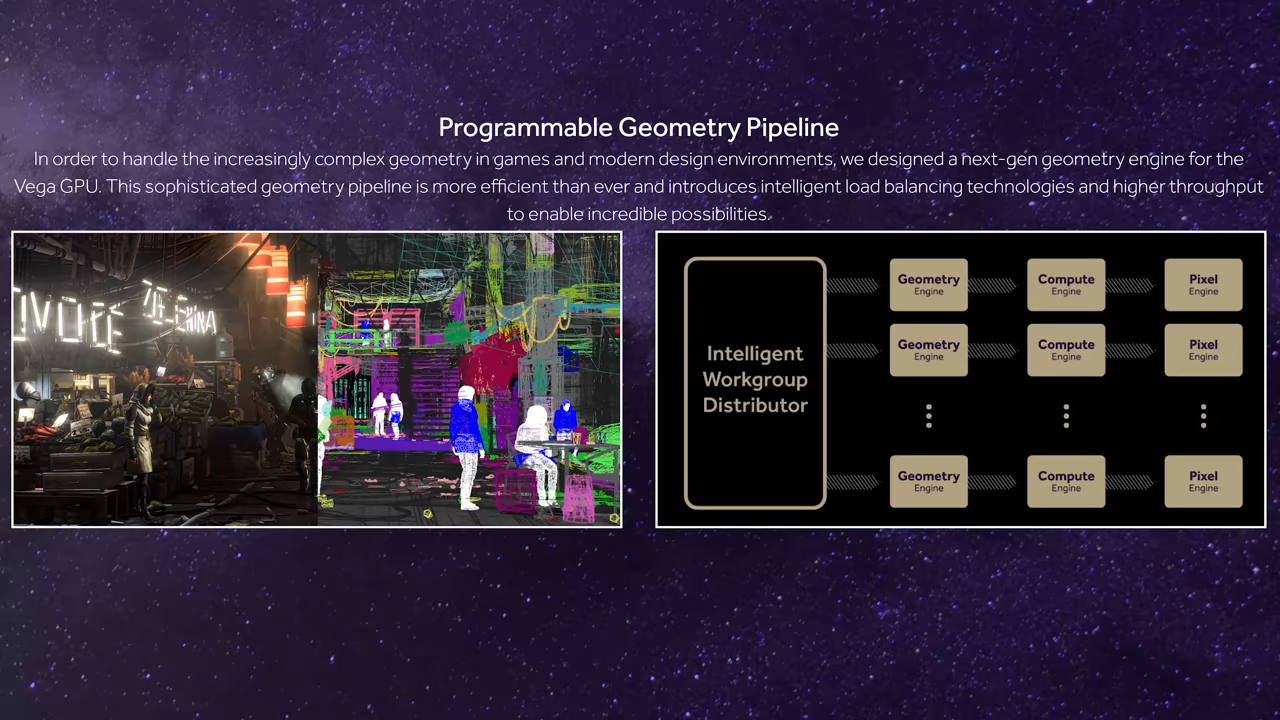 Programmable Geometry Pipeline
In order to handle the increasingly complex geometry in games and modern design environments, we designed a next-gen geometry engine for the
Vega GPU. This sophisticated geometry pipeline is more efficient than ever and introduces intelligent load balancing technologies and higher throughput
to enable incredible possibilities.
Intelligent
Workgroup
Distributor
Geometry
Engine
Compute
Engine
Pixel
Engine
Geometry
Engine
Compute
Engine
Pixel
Engine
Geometry
Engine
Compute
Engine
Pixel
Engine